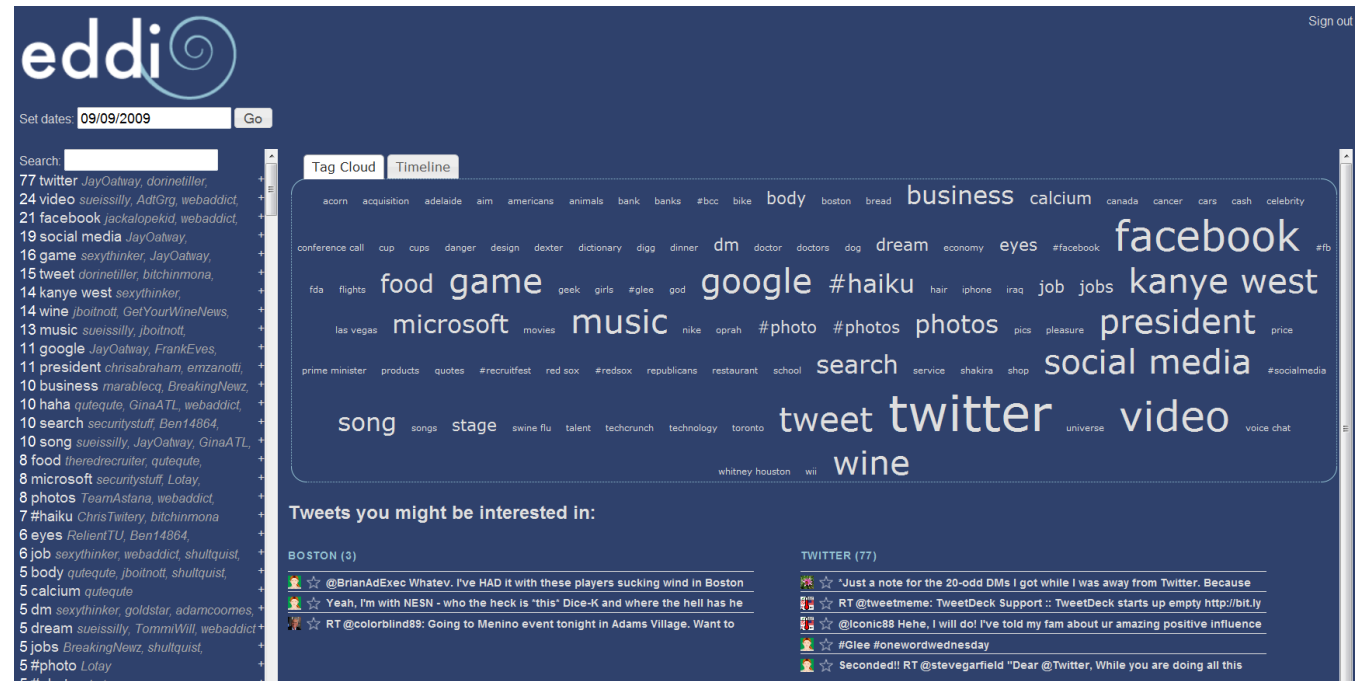 eddi
Sign out
Set dates: 09/09/2009 Go
Search:
77 twitter JayOatway, dorinetiller, +
24 video sueissilly, AdtGrg, webaddict, +
21 facebook jackalopekid, webaddict, +
19 social media JayOatway, +
16 game sexythinker, JayOatway, +
15 tweet dorinetiller, bitchinmona, +
14 kanye west sexythinker, +
14 wine jboitnott, GetYourWineNews, +
13 music sueissilly, jboitnott, +
11 google JayOatway, FrankEves, +
11 president chrisabraham, emzanotti, +
10 business marablecq, BreakingNewz, +
10 haha qutequte, GinaATL, webaddict, +
10 search securitystuff, Ben14864, +
10 song sueissilly, JayOatway, GinaATL, +
8 food theredrecruiter, qutequte, +
8 microsoft securitystuff, Lotay, +
8 photos TeamAstana, webaddict, +
7 #haiku ChrisTwitery, bitchinmona +
6 eyes RelientTU, Ben14864, +
6 job sexythinker, webaddict, shultquist, +
5 body qutequte, jboitnott, shultquist, +
5 calcium qutequte +
5 dm sexythinker, goldstar, adamcoomes, +
5 dream sueissilly, TommiWill, webaddict +
5 jobs BreakingNewz, shultquist, +
5 #photo Lotay +
Tag Cloud Timeline
acorn acquisition adelaide aim americans animals bank banks #bcc bike body boston bread business calcium canada cancer cars cash celebrity
conference call cup cups danger design dexter dictionary digg dinner dm doctor doctors dog dream economy eyes #facebook facebook #fb
fda flights food game geek girls #glee god google #haiku hair iphone iraq job jobs kanye west
las vegas microsoft movies music nike oprah #photo #photos photos pics pleasure president price
prime minister products quotes #recruitfest red sox #redsox republicans restaurant school search service shakira shop social media #socialmedia
song songs stage swine flu talent techcrunch technology toronto tweet twitter universe video voice chat
whitney houston wii wine
Tweets you might be interested in:
BOSTON (3)
@BrianAdExec Whatev. I've HAD it with these players sucking wind in Boston
Yeah, I'm with NESN - who the heck is *this* Dice-K and where the hell has he
RT @colorblind89: Going to Menino event tonight in Adams Village. Want to
TWITTER (77)
*Just a note for the 20-odd DMs I got while I was away from Twitter. Because
RT @tweetmeme: TweetDeck Support :: TweetDeck starts up empty http://bit.ly
@Iconic88 Hehe, I will do! I've told my fam about ur amazing positive influence
#Glee #onewordwednesday
Seconded!! RT @stevegarfield "Dear @Twitter, While you are doing all this